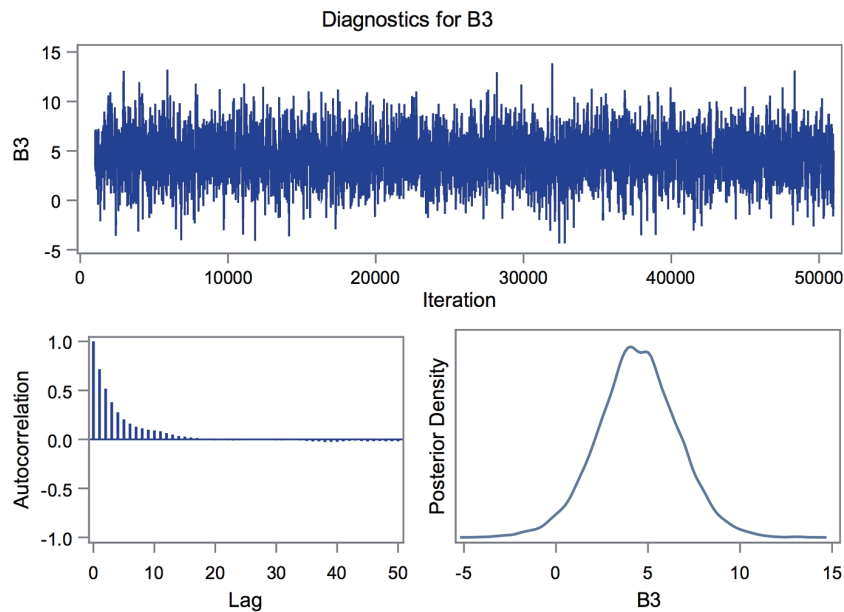 Diagnostics for B3
15
10
5
0
-5
B3
0 10000 20000 30000 40000 50000
Iteration
1.0
0.5
0.0
-0.5
-1.0
Autocorrelation
0 10 20 30 40 50
Lag
Posterior Density
-5 0 5 10 15
B3